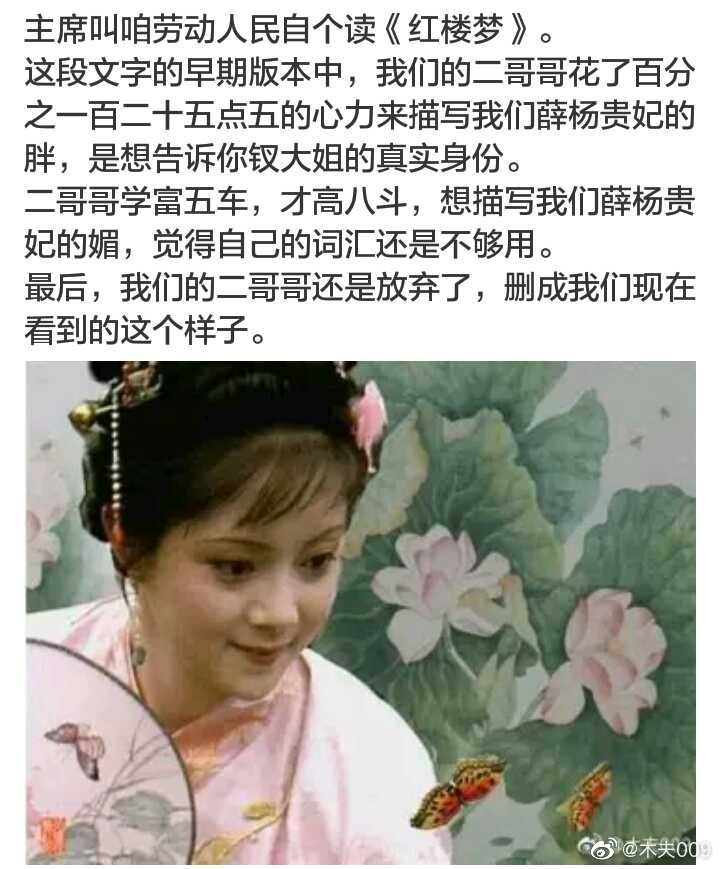 主席叫咱劳动人民自个读《红楼梦》。
这段文字的早期版本中，我们的二哥哥花了百分
之一百二十五点五的心力来描写我们薛杨贵妃的
胖，是想告诉你钗大姐的真实身份。
二哥哥学富五车，才高八斗，想描写我们薛杨贵
妃的媚，觉得自己的词汇还是不够用。
最后，我们的二哥哥还是放弃了，删成我们现在
看到的这个样子。
@木夫009